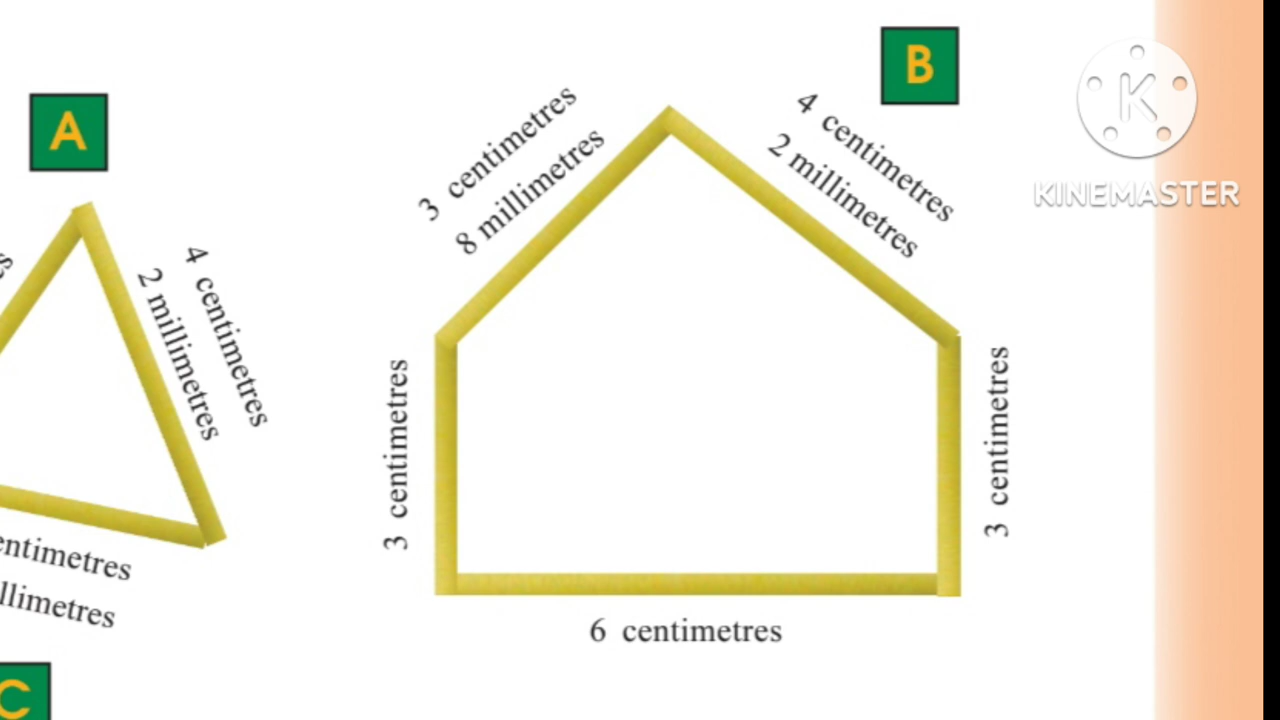 A
B
3 centimetres
8 millimetres
4 centimetres
2 millimetres
4 centimetres
2 millimetres
3 centimetres
3 centimetres
6 centimetres
C
K
KINEMASTER